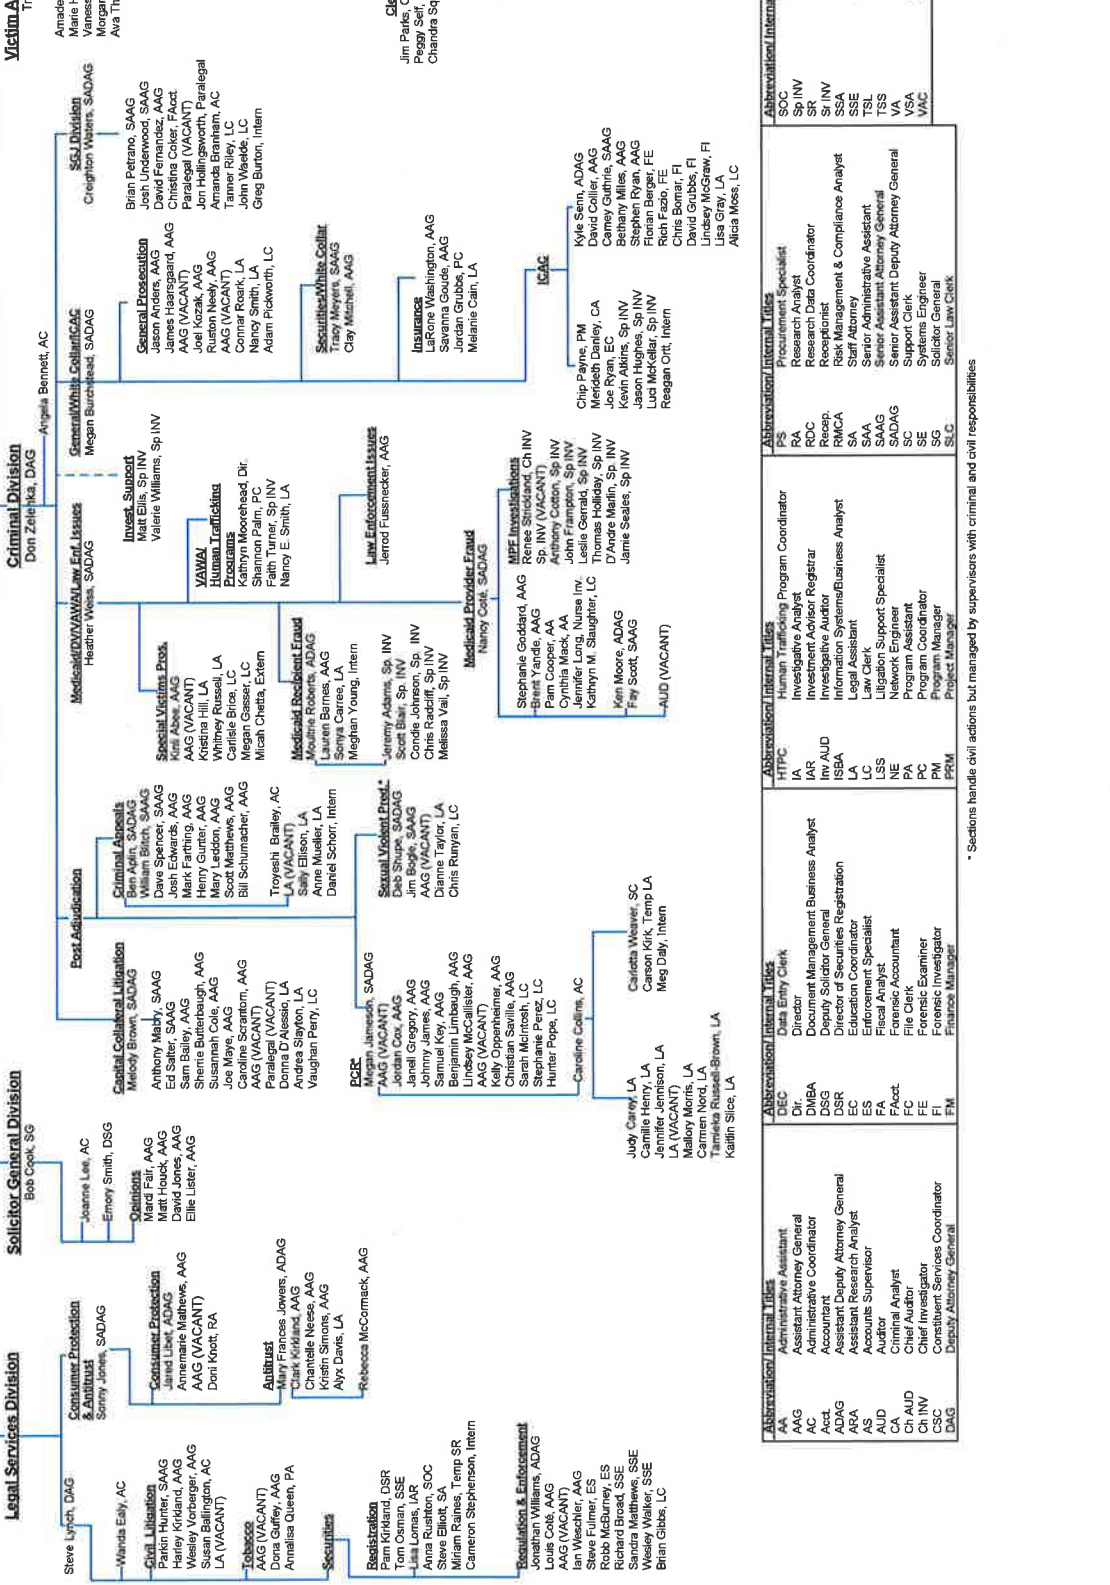 Legal Services Division
Steve Lynch, DAG
Wanda Ealy, AC
Civil Litigation
Parkin Hunter, SAAG
Harley Kirkland, AAG
Wesley Vorberger, AAG
Susan Ballington, AC
LA (VACANT)
Tobacco
AAG (VACANT)
Dona Guffey, AAG
Annalisa Queen, PA
Securities
Registration
Pam Kirkland, DSR
Tom Osman, SSE
Lisa Lomas, IAR
Anna Rushton, SOC
Steve Elliott, SA
Miriam Raines, Temp SR
Cameron Stephenson, Intern
Regulation & Enforcement
Jonathan Williams, ADAG
Louis Coté, AAG
AAG (VACANT)
Ian Weschler, AAG
Steve Fulmer, ES
Robb McBurney, ES
Richard Broad, SSE
Sandra Matthews, SSE
Wesley Walker, SSE
Brian Gibbs, LC
Consumer Protection
& Antitrust
Sonny Jones, SADAG
Consumer Protection
Jared Libet, ADAG
Annemarie Mathews, AAG
AAG (VACANT)
Doni Knott, RA
Antitrust
Mary Frances Jowers, ADAG
Clark Kirkland, AAG
Chantelle Neese, AAG
Kristin Simons, AAG
Alyx Davis, LA
Rebecca McCormack, AAG
Solicitor General Division
Bob Cook, SG
Joanne Lee, AC
Emory Smith, DSG
Opinions
Mardi Fair, AAG
Matt Houck, AAG
David Jones, AAG
Ellie Lister, AAG
Criminal Division
Don Zelenka, DAG
Angela Bennett, AC
Post Adjudication
Capital Collateral Litigation
Melody Brown, SADAG
Anthony Mabry, SAAG
Ed Salter, SAAG
Sam Bailey, AAG
Sherrie Butterbaugh, AAG
Susannah Cole, AAG
Joe Maye, AAG
Caroline Scrantom, AAG
AAG (VACANT)
Paralegal (VACANT)
Donna D'Alessio, LA
Andrea Slayton, LA
Vaughan Perry, LC
Criminal Appeals
Ben Aplin, SADAG
William Blitch, SAAG
Dave Spencer, SAAG
Josh Edwards, AAG
Mark Farthing, AAG
Henry Gunter, AAG
Mary Leddon, AAG
Scott Matthews, AAG
Bill Schumacher, AAG
Troyeshi Brailey, AC
LA (VACANT)
Sally Ellison, LA
Anne Mueller, LA
Daniel Schorr, Intern
PCR*
Megan Jameson, SADAG
AAG (VACANT)
Jordan Cox, AAG
Janell Gregory, AAG
Johnny James, AAG
Samuel Key, AAG
Benjamin Limbaugh, AAG
Lindsey McCallister, AAG
AAG (VACANT)
Kelly Oppenheimer, AAG
Christian Saville, AAG
Sarah McIntosh, LC
Stephanie Perez, LC
Hunter Pope, LC
Caroline Collins, AC
Judy Carey, LA
Camille Henry, LA
Jennifer Jennison, LA
LA (VACANT)
Mallory Morris, LA
Carmen Nord, LA
Tamieka Russell-Brown, LA
Kaitlin Slice, LA
Carlotta Weaver, SC
Carson Kirk, Temp LA
Meg Daly, Intern
Sexual Violent Pred.*
Deb Shupe, SADAG
Jim Bogle, SAAG
AAG (VACANT)
Dianne Taylor, LA
Chris Runyan, LC
Medicaid/DV/VAWA/Law Enf. Issues
Heather Weiss, SADAG
Special Victims Pros.
Kinli Abee, AAG
AAG (VACANT)
Kristina Hill, LA
Whitney Russell, LA
Carlisle Brice, LC
Megan Gasser, LC
Micah Chetta, Extern
VAWA/
Human Trafficking
Programs
Kathryn Moorehead, Dir.
Shannon Palm, PC
Faith Turner, Sp INV
Nancy E. Smith, LA
Medicaid Recipient Fraud
Moultrie Roberts, ADAG
Lauren Barnes, AAG
Sonya Carree, LA
Meghan Young, Intern
Jeremy Adams, Sp. INV
Scott Blair, Sp. INV
Condie Johnson, Sp. INV
Chris Radcliff, Sp INV
Melissa Vail, Sp INV
Law Enforcement Issues
Jerrod Fussnecker, AAG
Medicaid Provider Fraud
Nancy Coté, SADAG
Stephanie Goddard, AAG
Brent Yandle, AAG
Pam Cooper, AA
Cynthia Mack, AA
Jennifer Long, Nurse Inv.
Kathryn M. Slaughter, LC
Ken Moore, ADAG
Fay Scott, SAAG
AUD (VACANT)
MPF Investigations
Renee Strickland, Ch INV
Sp. INV (VACANT)
Anthony Cotton, Sp INV
John Frampton, Sp INV
Leslie Gerrald, Sp INV
Thomas Holliday, Sp INV
D'Andre Martin, Sp. INV
Jamie Seales, Sp INV
Invest. Support
Matt Ellis, Sp INV
Valerie Williams, Sp INV
General/White Collar/ICAC
Megan Burchstead, SADAG
General Prosecution
Jason Anders, AAG
James Haarsgaard, AAG
AAG (VACANT)
Joel Kozak, AAG
Ruston Neely, AAG
AAG (VACANT)
Connar Roark, LA
Nancy Smith, LA
Adam Pickworth, LC
Securities/White Collar
Tracy Meyers, SAAG
Clay Mitchell, AAG
Insurance
LaRone Washington, AAG
Savanna Goude, AAG
Jordan Grubbs, PC
Melanie Cain, LA
ICAC
Chip Payne, PM
Merideth Denley, CA
Joe Ryan, EC
Kevin Atkins, Sp INV
Jason Hughes, Sp INV
Luci McKellar, Sp INV
Reagan Ott, Intern
Kyle Senn, ADAG
David Collier, AAG
Camey Guthrie, SAAG
Bethany Miles, AAG
Stephen Ryan, AAG
Florian Berger, FE
Rich Fazio, FE
Chris Bomar, FI
David Grubbs, FI
Lindsey McGraw, FI
Lisa Gray, LA
Alicia Moss, LC
SGJ Division
Creighton Waters, SADAG
Brian Petrano, SAAG
Josh Underwood, SAAG
David Fernandez, AAG
Christina Coker, FAcct.
Paralegal (VACANT)
Jon Hollingsworth, Paralegal
Amanda Branham, AC
Tanner Riley, LC
John Waelde, LC
Greg Burton, Intern
Victim A
Tr
Amade
Marie H
Vaness
Morgan
Ava Th
Cle
Jim Parks, C
Peggy Self,
Chandra Sq
Abbreviation/ Internal Titles
AA Administrative Assistant
AAG Assistant Attorney General
AC Administrative Coordinator
Acct. Accountant
ADAG Assistant Deputy Attorney General
ARA Assistant Research Analyst
AS Accounts Supervisor
AUD Auditor
CA Criminal Analyst
Ch AUD Chief Auditor
Ch INV Chief Investigator
CSC Constituent Services Coordinator
DAG Deputy Attorney General
Abbreviation/ Internal Titles
DEC Data Entry Clerk
Dir. Director
DMBA Document Management Business Analyst
DSG Deputy Solicitor General
DSR Director of Securities Registration
EC Education Coordinator
ES Enforcement Specialist
FA Fiscal Analyst
FAcct. Forensic Accountant
FC File Clerk
FE Forensic Examiner
FI Forensic Investigator
FM Finance Manager
Abbreviation/ Internal Titles
HTPC Human Trafficking Program Coordinator
IA Investigative Analyst
IAR Investment Advisor Registrar
Inv AUD Investigative Auditor
ISBA Information Systems/Business Analyst
LA Legal Assistant
LC Law Clerk
LSS Litigation Support Specialist
NE Network Engineer
PA Program Assistant
PC Program Coordinator
PM Program Manager
PRM Project Manager
Abbreviation/ Internal Titles
PS Procurement Specialist
RA Research Analyst
RDC Research Data Coordinator
Recep. Receptionist
RMCA Risk Management & Compliance Analyst
SA Staff Attorney
SAA Senior Administrative Assistant
SAAG Senior Assistant Attorney General
SADAG Senior Assistant Deputy Attorney General
SC Support Clerk
SE Systems Engineer
SG Solicitor General
SLC Senior Law Clerk
Abbreviation/ Interna
SOC
Sp INV
SR
Sr INV
SSA
SSE
TSL
TSS
VA
VSA
VAC
* Sections handle civil actions but managed by supervisors with criminal and civil responsibilities